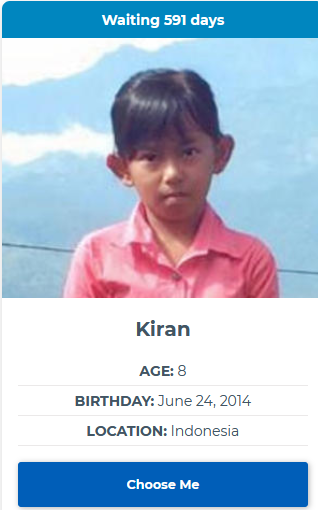 Waiting 591 days
Kiran
AGE: 8
BIRTHDAY: June 24, 2014
LOCATION: Indonesia
Choose Me